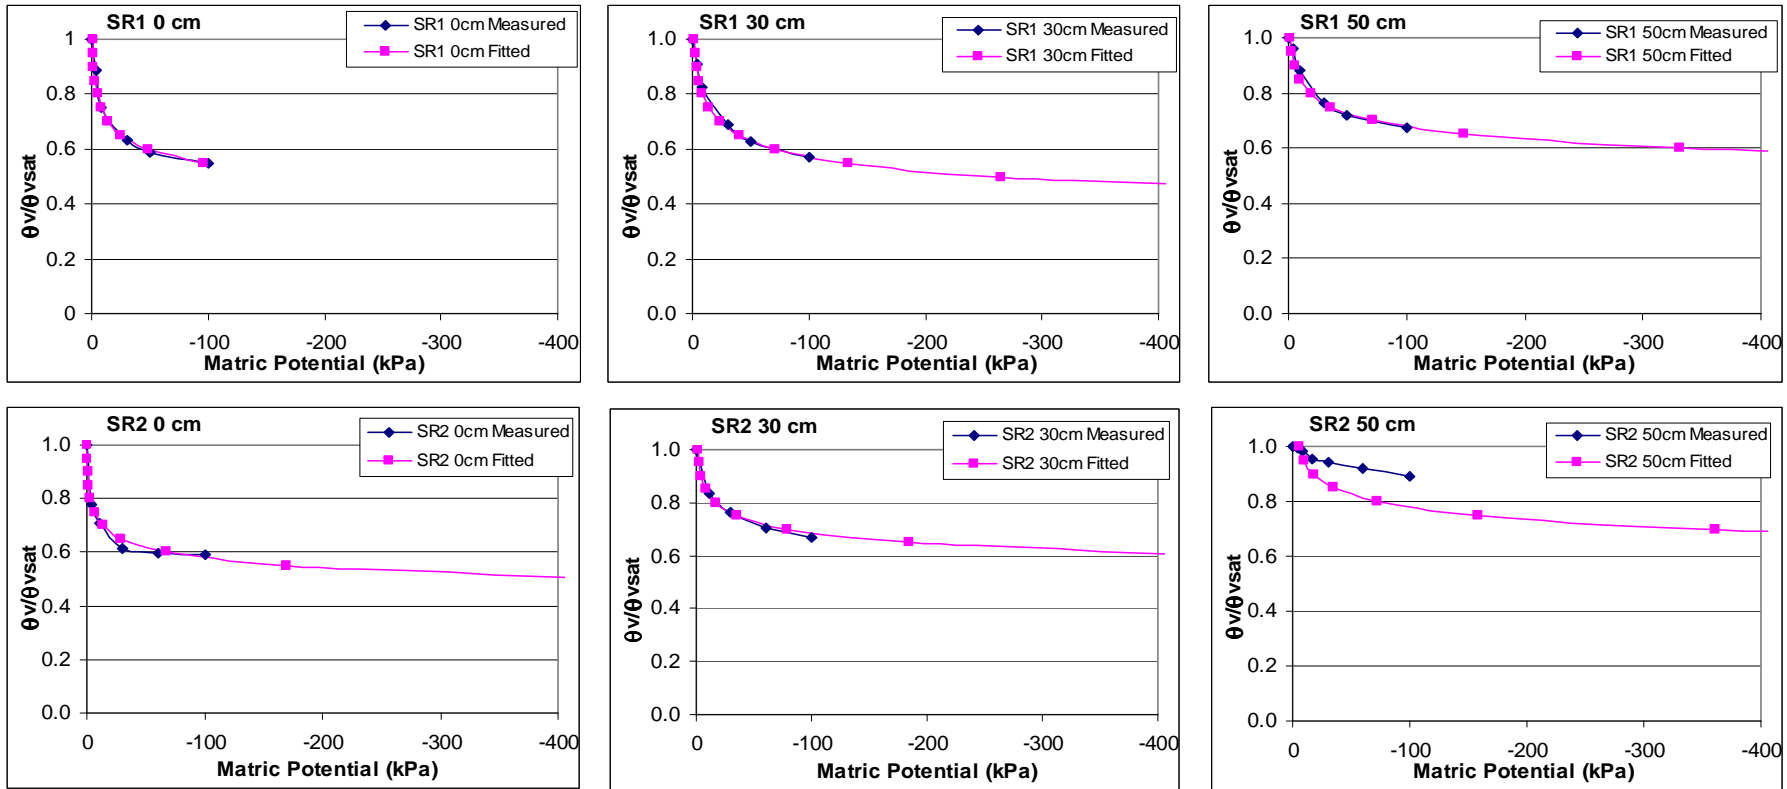 SR1 0 cm
SR1 0cm Measured
SR1 0cm Fitted
1
0.8
0.6
0.4
0.2
0
θv/θvsat
0 -100 -200 -300 -400
Matric Potential (kPa)
SR1 30 cm
SR1 30cm Measured
SR1 30cm Fitted
1
0.8
0.6
0.4
0.2
0
θv/θvsat
0 -100 -200 -300 -400
Matric Potential (kPa)
SR1 50 cm
SR1 50cm Measured
SR1 50cm Fitted
1
0.8
0.6
0.4
0.2
0
θv/θvsat
0 -100 -200 -300 -400
Matric Potential (kPa)
SR2 0 cm
SR2 0cm Measured
SR2 0cm Fitted
1.0
0.8
0.6
0.4
0.2
0.0
θv/θvsat
0 -100 -200 -300 -400
Matric Potential (kPa)
SR2 30 cm
SR2 30cm Measured
SR2 30cm Fitted
1.0
0.8
0.6
0.4
0.2
0.0
θv/θvsat
0 -100 -200 -300 -400
Matric Potential (kPa)
SR2 50 cm
SR2 50cm Measured
SR2 50cm Fitted
1.0
0.8
0.6
0.4
0.2
0.0
θv/θvsat
0 -100 -200 -300 -400
Matric Potential (kPa)